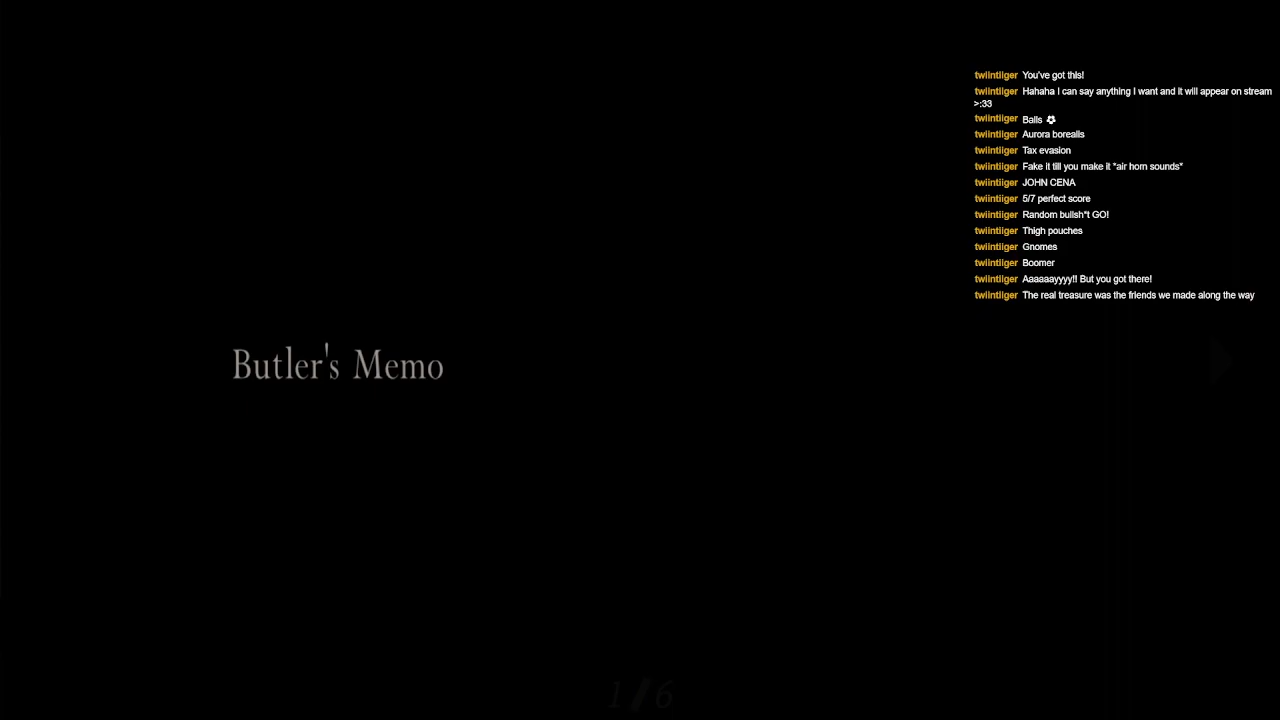 twiintiiger You've got this!
twiintiiger Hahaha I can say anything I want and it will appear on stream
>:33
twiintiiger Balls ⚽
twiintiiger Aurora borealis
twiintiiger Tax evasion
twiintiiger Fake it till you make it *air horn sounds*
twiintiiger JOHN CENA
twiintiiger 5/7 perfect score
twiintiiger Random bullsh*t GO!
twiintiiger Thigh pouches
twiintiiger Gnomes
twiintiiger Boomer
twiintiiger Aaaaaayyyy!! But you got there!
twiintiiger The real treasure was the friends we made along the way
Butler's Memo
1/6